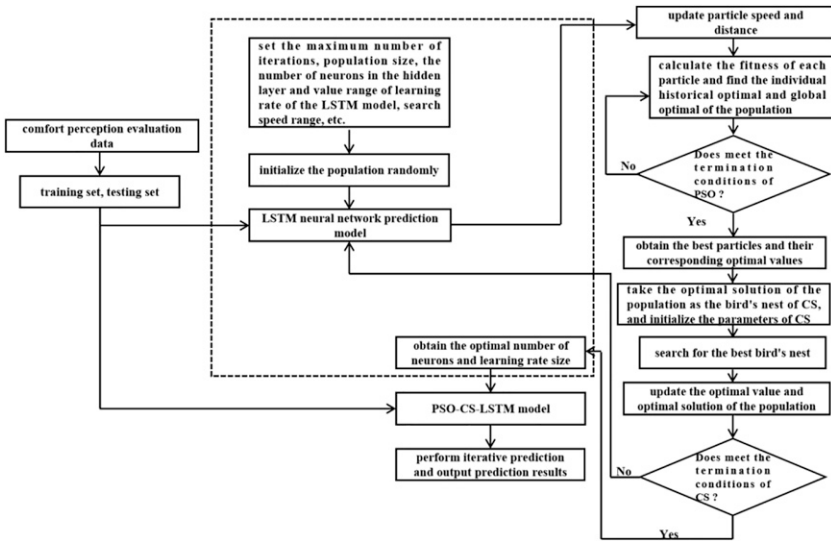 comfort perception evaluation
data
training set, testing set
set the maximum number of
iterations, population size, the
number of neurons in the hidden
layer and value range of learning
rate of the LSTM model, search
speed range, etc.
initialize the population randomly
LSTM neural network prediction
model
obtain the optimal number of
neurons and learning rate size
PSO-CS-LSTM model
perform iterative prediction
and output prediction results
update particle speed and
distance
calculate the fitness of each
particle and find the individual
historical optimal and global
optimal of the population
No
Does meet the
termination
conditions of
PSO ?
Yes
obtain the best particles and their
corresponding optimal values
take the optimal solution of the
population as the bird's nest of CS,
and initialize the parameters of CS
search for the best bird's nest
update the optimal value and
optimal solution of the population
No
Does meet the
termination
conditions of
CS ?
Yes